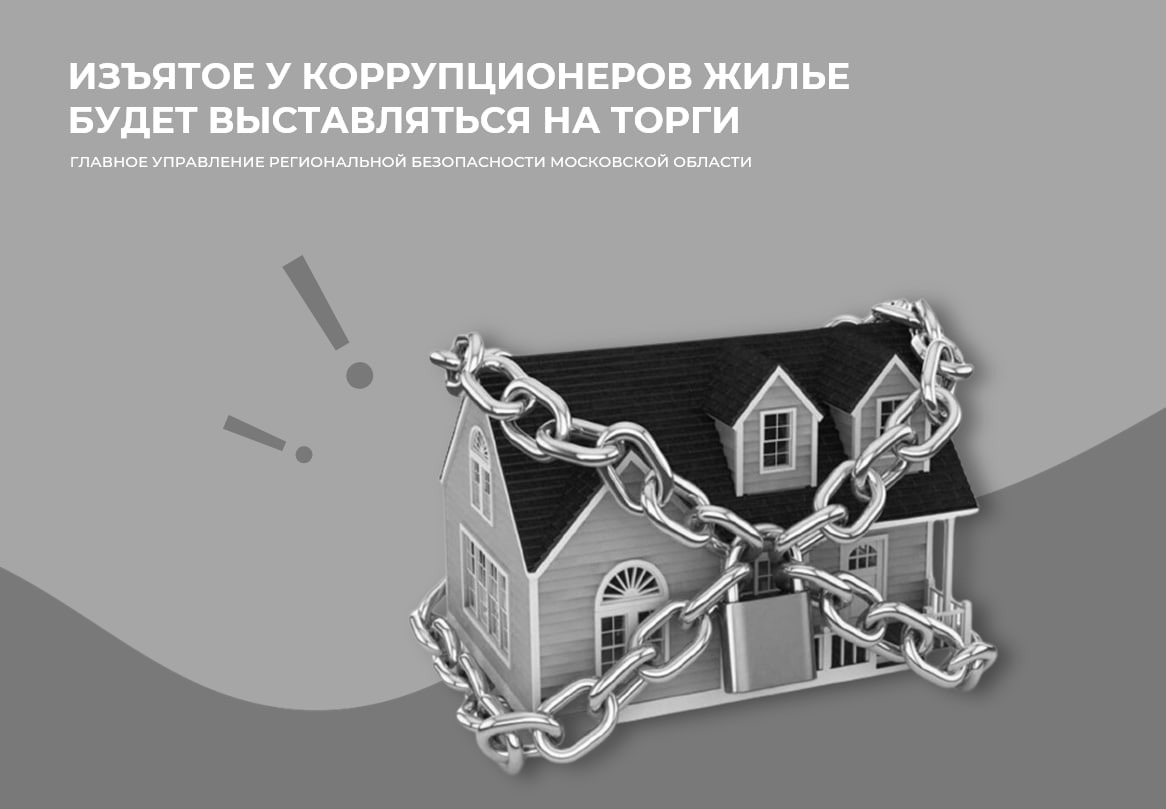 ИЗЪЯТОЕ У КОРРУПЦИОНЕРОВ ЖИЛЬЕ
БУДЕТ ВЫСТАВЛЯТЬСЯ НА ТОРГИ
ГЛАВНОЕ УПРАВЛЕНИЕ РЕГИОНАЛЬНОЙ БЕЗОПАСНОСТИ МОСКОВСКОЙ ОБЛАСТИ